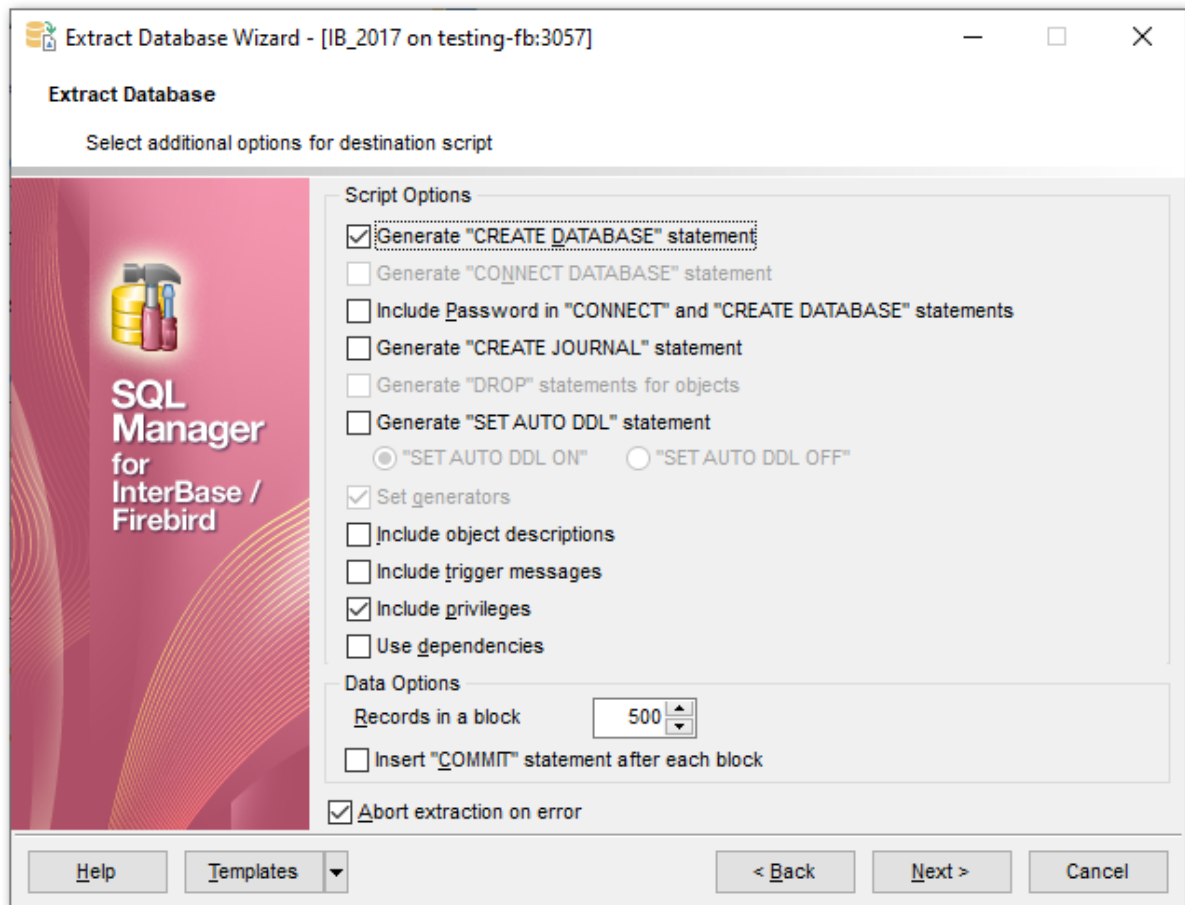 Extract Database Wizard - [IB_2017 on testing-fb:3057]
Extract Database
Select additional options for destination script
SQL
Manager
for
InterBase /
Firebird
Script Options
Generate "CREATE DATABASE" statement
Generate "CONNECT DATABASE" statement
Include Password in "CONNECT" and "CREATE DATABASE" statements
Generate "CREATE JOURNAL" statement
Generate "DROP" statements for objects
Generate "SET AUTO DDL" statement
"SET AUTO DDL ON" "SET AUTO DDL OFF"
Set generators
Include object descriptions
Include trigger messages
Include privileges
Use dependencies
Data Options
Records in a block 500
Insert "COMMIT" statement after each block
Abort extraction on error
Help Templates < Back Next > Cancel